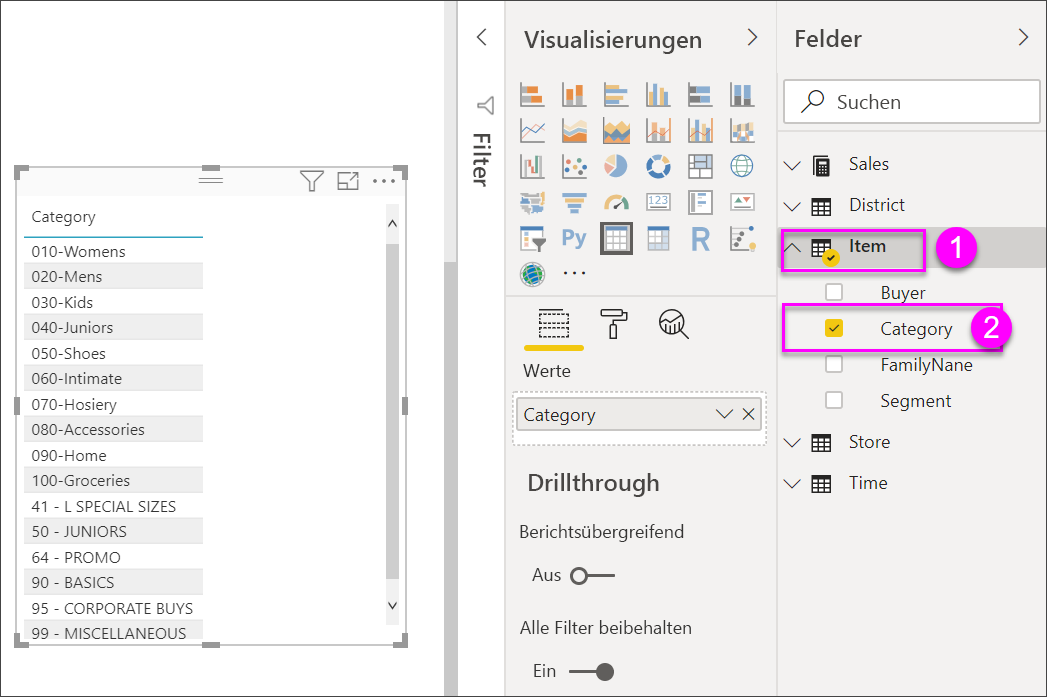 Category
010-Womens
020-Mens
030-Kids
040-Juniors
050-Shoes
060-Intimate
070-Hosiery
080-Accessories
090-Home
100-Groceries
41 - L SPECIAL SIZES
50 - JUNIORS
64 - PROMO
90 - BASICS
95 - CORPORATE BUYS
99 - MISCELLANEOUS
Filter
Visualisierungen
123
Py
R
Werte
Category
Drillthrough
Berichtsübergreifend
Aus
Alle Filter beibehalten
Ein
Felder
Suchen
Sales
District
Item
1
Buyer
Category
2
FamilyNane
Segment
Store
Time